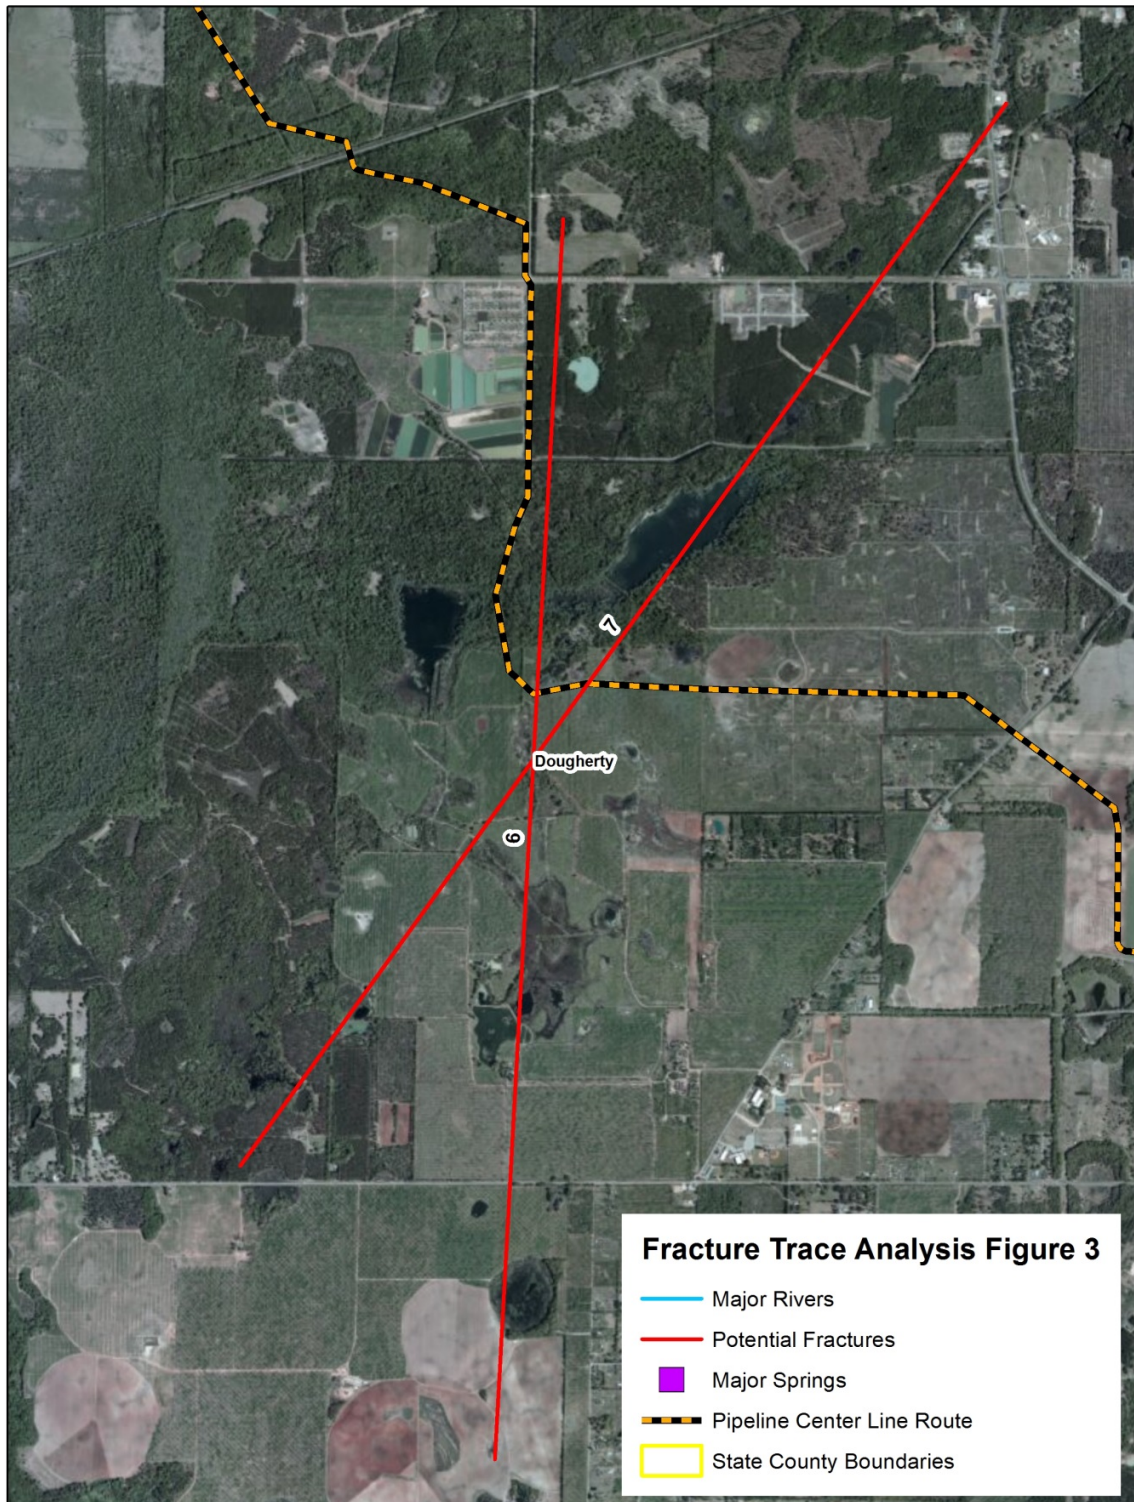 7
Dougherty
6
Fracture Trace Analysis Figure 3
Major Rivers
Potential Fractures
Major Springs
Pipeline Center Line Route
State County Boundaries